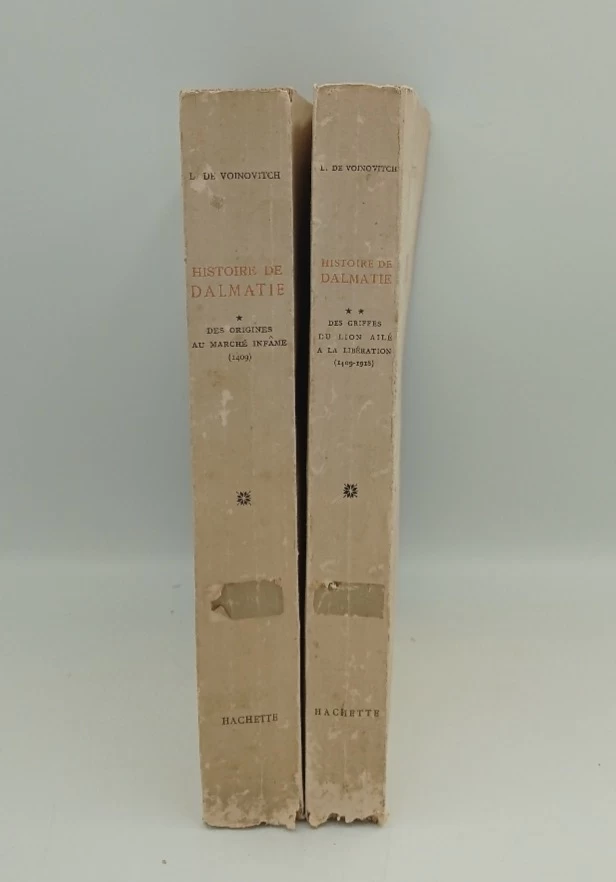 L. DE VOINOVITCH
HISTOIRE DE
DALMATIE
★
DES ORIGINES
AU MARCHÉ INFÂME
(1409)
HACHETTE
L. DE VOINOVITCH
HISTOIRE DE
DALMATIE
★ ★
DES GRIFFES
DU LION AILÉ
A LA LIBÉRATION
(1409-1918)
HACHETTE